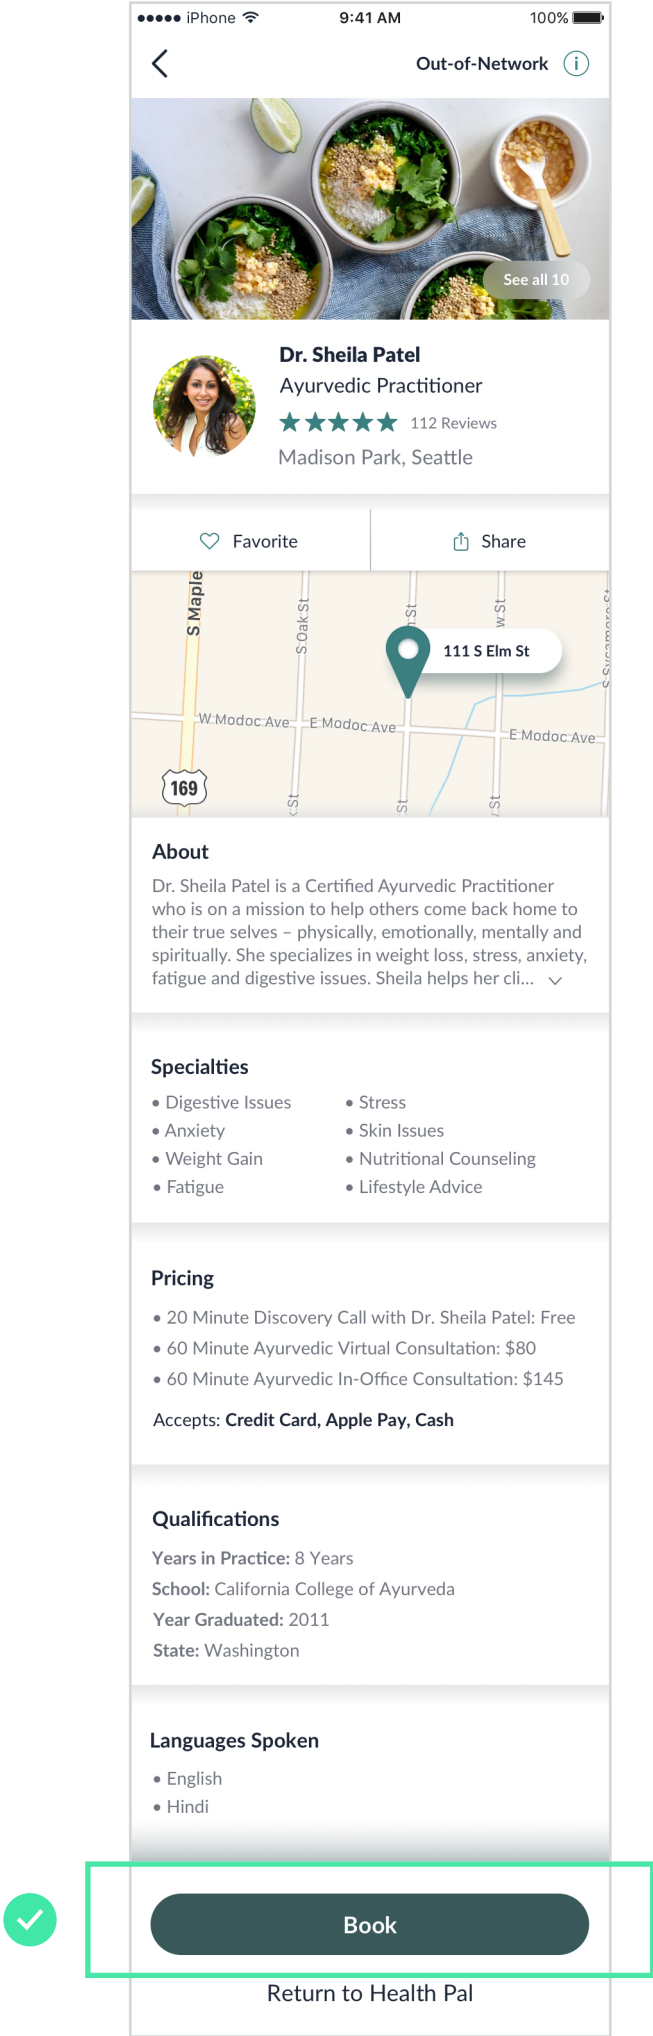 iPhone 9:41 AM 100%
Out-of-Network i
See all 10
Dr. Sheila Patel
Ayurvedic Practitioner
112 Reviews
Madison Park, Seattle
Favorite Share
S Maple
S Oak St
St
w St
S Sycamore St
111 S Elm St
W Modoc Ave
E Modoc Ave
E Modoc Ave
169
St
St
St
About
Dr. Sheila Patel is a Certified Ayurvedic Practitioner
who is on a mission to help others come back home to
their true selves – physically, emotionally, mentally and
spiritually. She specializes in weight loss, stress, anxiety,
fatigue and digestive issues. Sheila helps her cli...
Specialties
• Digestive Issues
• Anxiety
• Weight Gain
• Fatigue
• Stress
• Skin Issues
• Nutritional Counseling
• Lifestyle Advice
Pricing
• 20 Minute Discovery Call with Dr. Sheila Patel: Free
• 60 Minute Ayurvedic Virtual Consultation: $80
• 60 Minute Ayurvedic In-Office Consultation: $145
Accepts: Credit Card, Apple Pay, Cash
Qualifications
Years in Practice: 8 Years
School: California College of Ayurveda
Year Graduated: 2011
State: Washington
Languages Spoken
• English
• Hindi
Book
Return to Health Pal